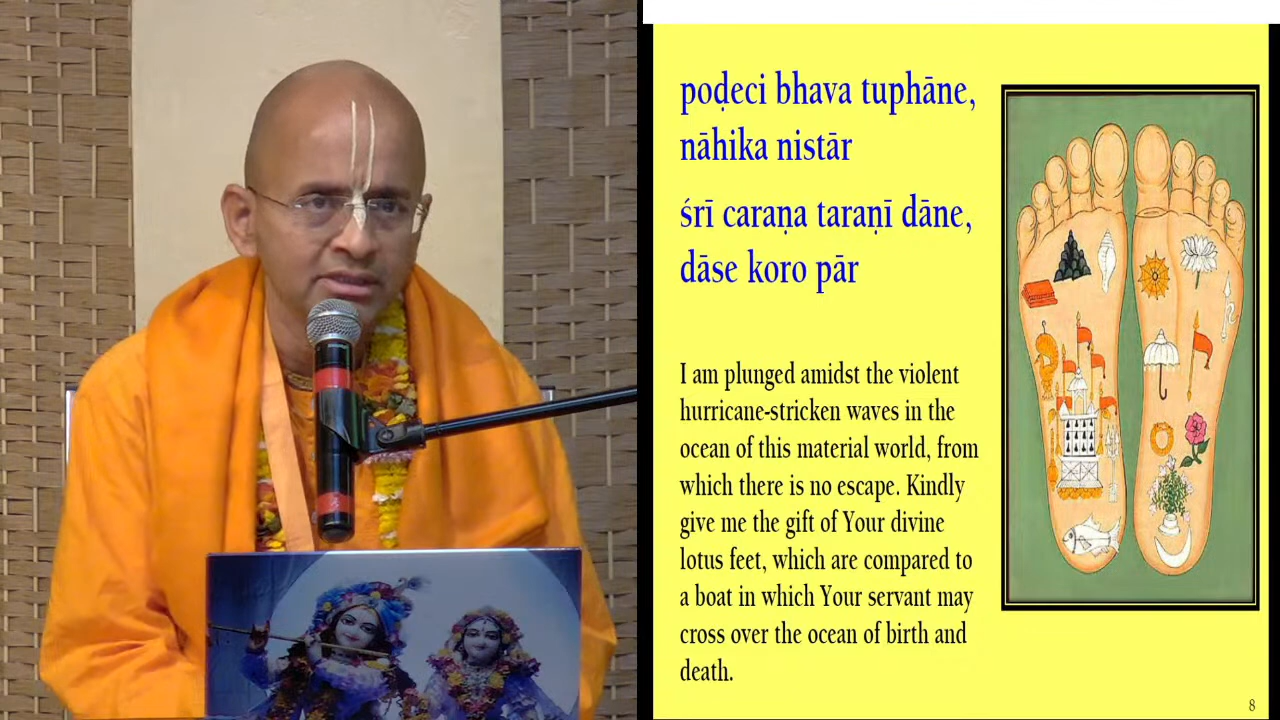 poḍeci bhava tuphāne,
nāhika nistār
śrī caraṇa taraṇī dāne,
dāse koro pār
I am plunged amidst the violent
hurricane-stricken waves in the
ocean of this material world, from
which there is no escape. Kindly
give me the gift of Your divine
lotus feet, which are compared to
a boat in which Your servant may
cross over the ocean of birth and
death.
8